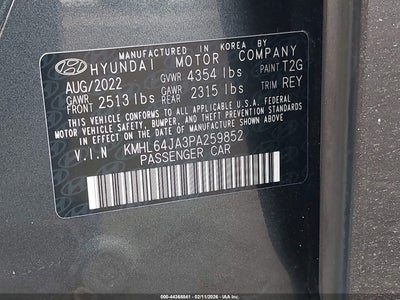 MANUFACTURED IN KOREA BY
HYUNDAI MOTOR COMPANY
AUG/2022 GVWR 4354 lbs PAINT T2G
GAWR FRONT 2513 lbs GAWR REAR 2315 lbs TRIM REY
THIS VEHICLE CONFORMS TO ALL APPLICABLE U.S.A. FEDERAL
MOTOR VEHICLE SAFETY, BUMPER, AND THEFT PREVENTION
STANDARDS IN EFFECT ON THE DATE OF MANUFACTURE SHOWN ABOVE.
V.I.N KMHL64JA3PA259852
PASSENGER CAR
000-44368841 - 02/11/2026 - IAA Inc.